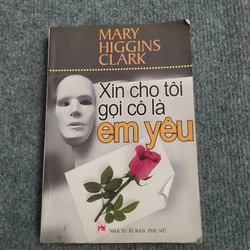 MARY
HIGGINS
CLARK
Xin cho tôi
gọi cô là
em yêu
NHÀ XUẤT BẢN PHỤ NỮ